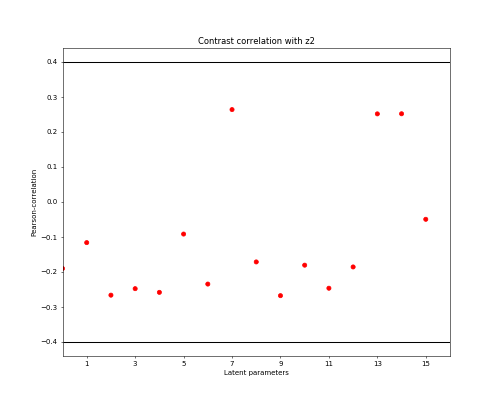 Contrast correlation with z2
0.4
0.3
0.2
0.1
0.0
−0.1
−0.2
−0.3
−0.4
Pearson-correlation
1 3 5 7 9 11 13 15
Latent parameters